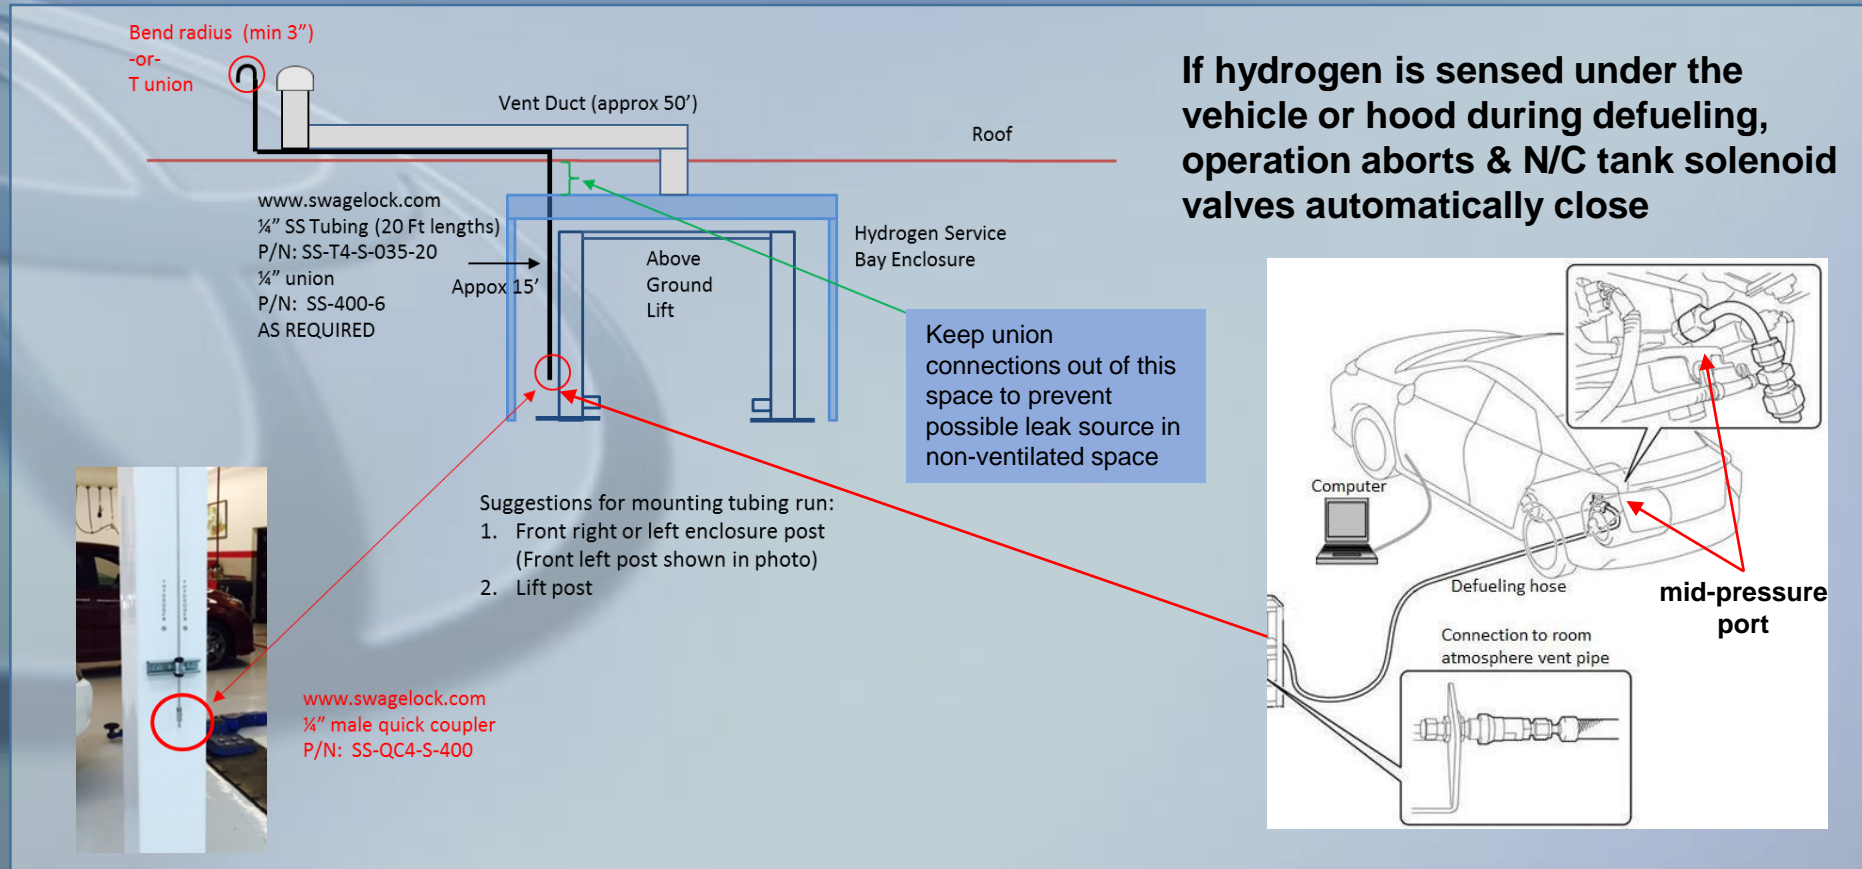 Bend radius  (min 3”)
-or-
T union
Vent Duct (approx 50’)
Roof
www.swagelock.com
¼” SS Tubing (20 Ft lengths)
P/N: SS-T4-S-035-20
¼” union
P/N:  SS-400-6
AS REQUIRED
Appox 15’
Above
Ground
Lift
Hydrogen Service
Bay Enclosure
Keep union
connections out of this
space to prevent
possible leak source in
non-ventilated space
Suggestions for mounting tubing run:
1. Front right or left enclosure post
(Front left post shown in photo)
2. Lift post
www.swagelock.com
¼” male quick coupler
P/N:  SS-QC4-S-400
If hydrogen is sensed under the
vehicle or hood during defueling,
operation aborts & N/C tank solenoid
valves automatically close
Computer
Defueling hose
mid-pressure
port
Connection to room
atmosphere vent pipe